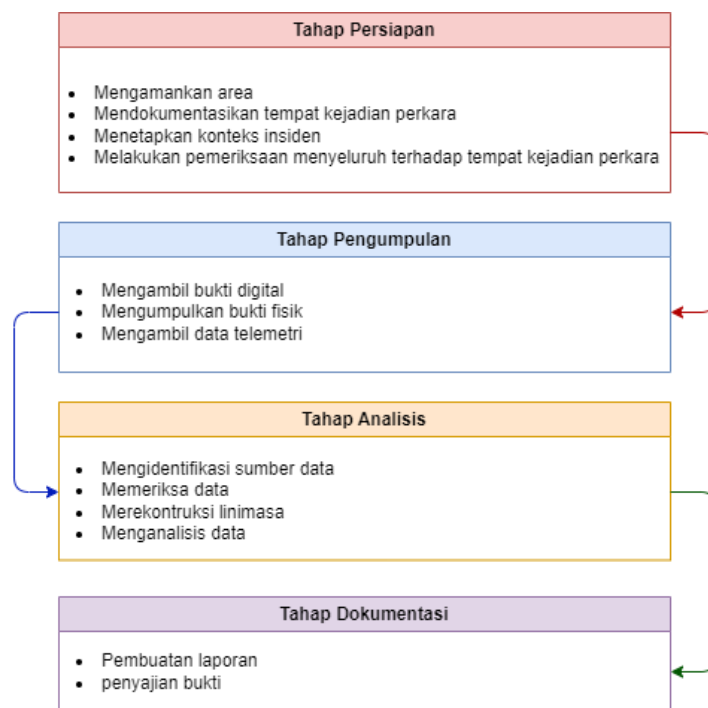 Tahap Persiapan
Mengamankan area
Mendokumentasikan tempat kejadian perkara
Menetapkan konteks insiden
Melakukan pemeriksaan menyeluruh terhadap tempat kejadian perkara
Tahap Pengumpulan
Mengambil bukti digital
Mengumpulkan bukti fisik
Mengambil data telemetri
Tahap Analisis
Mengidentifikasi sumber data
Memeriksa data
Merekontruksi linimasa
Menganalisis data
Tahap Dokumentasi
Pembuatan laporan
penyajian bukti